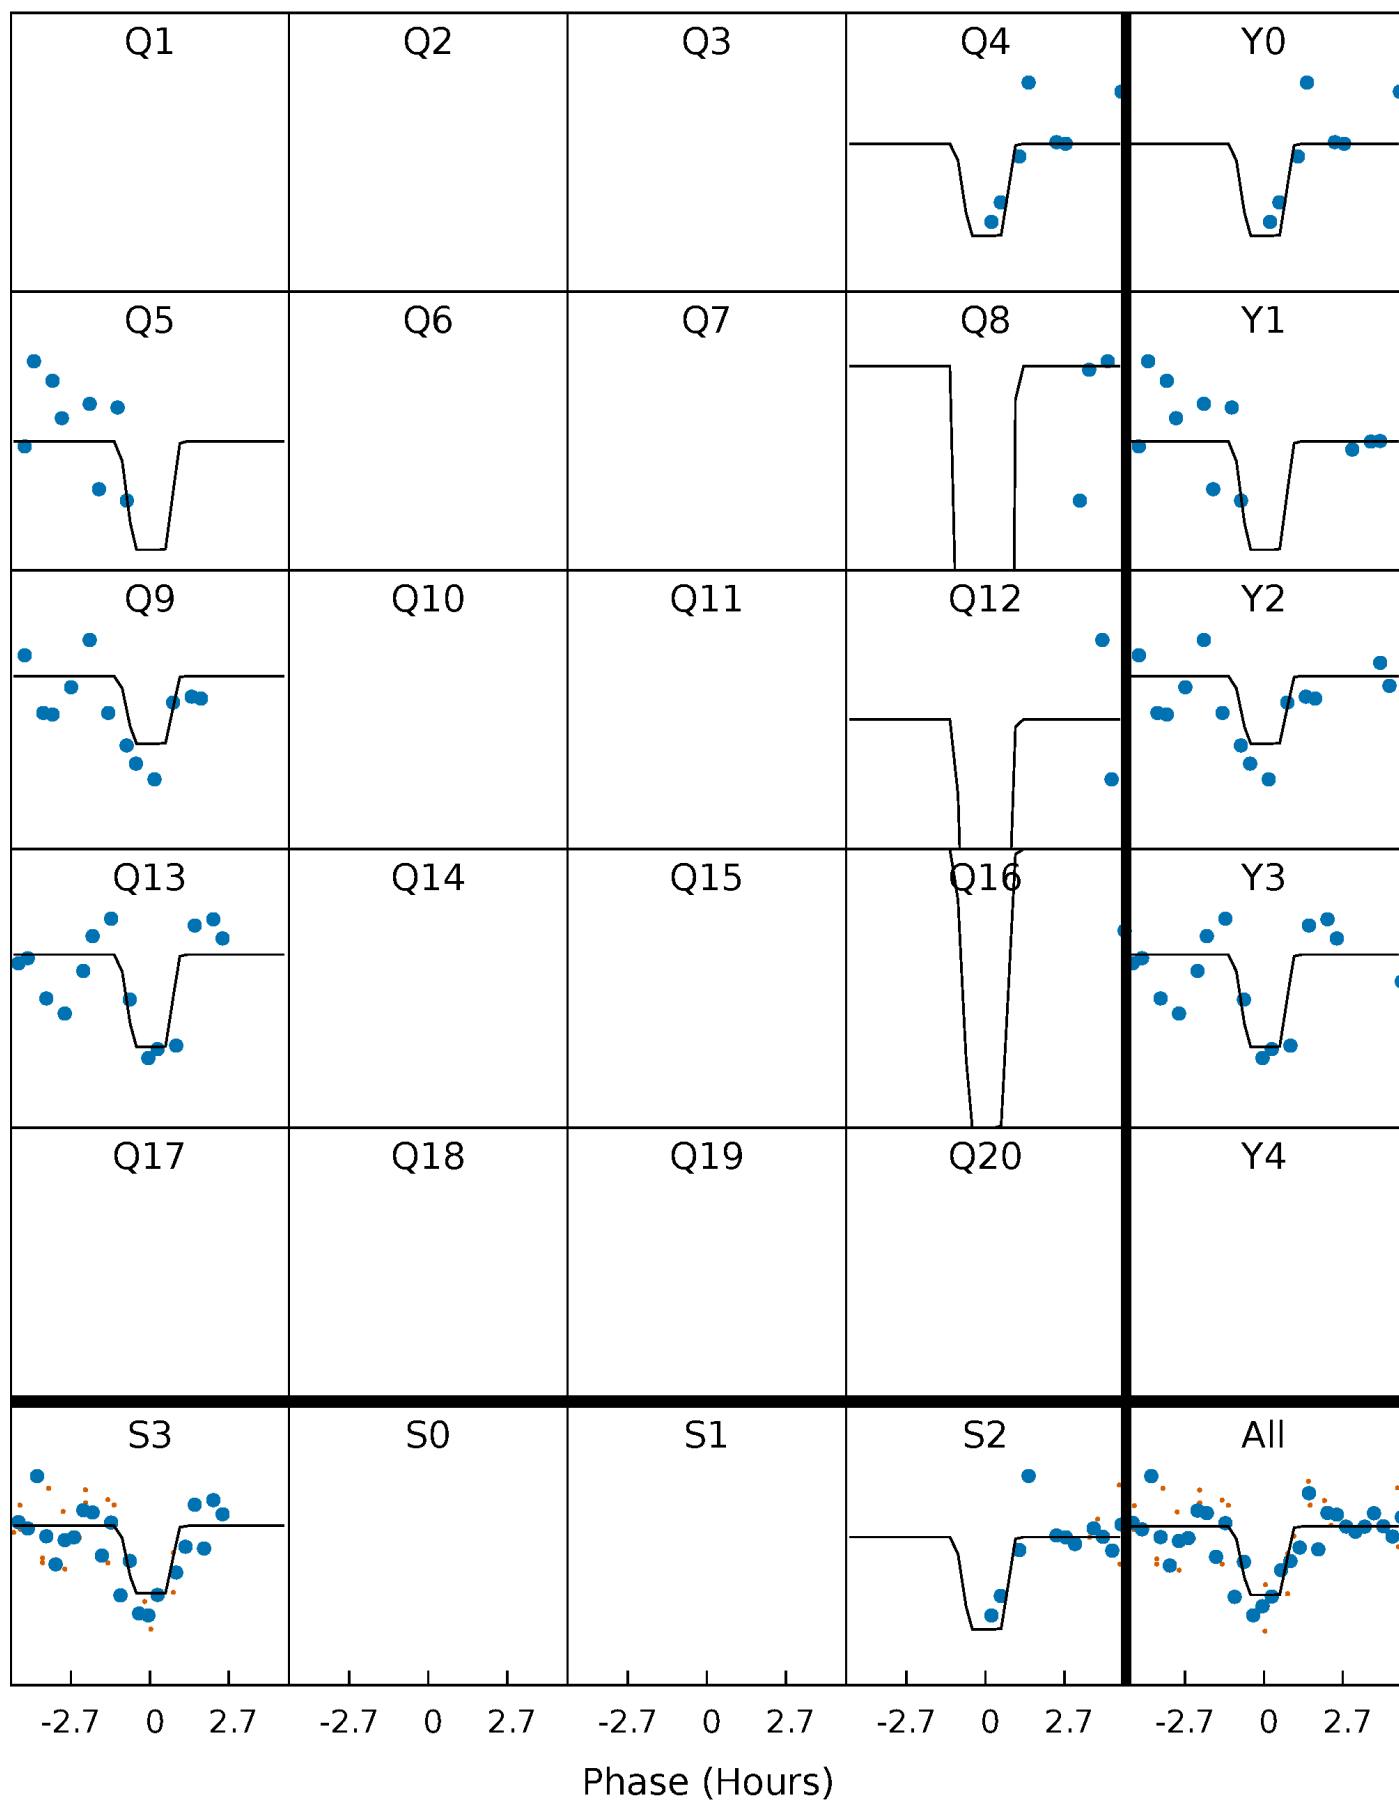 Q1 Q2 Q3 Q4 Y0
Q5 Q6 Q7 Q8 Y1
Q9 Q10 Q11 Q12 Y2
Q13 Q14 Q15 Q16 Y3
Q17 Q18 Q19 Q20 Y4
S3 S0 S1 S2 All
-2.7 0 2.7 -2.7 0 2.7 -2.7 0 2.7 -2.7 0 2.7 -2.7 0 2.7
Phase (Hours)